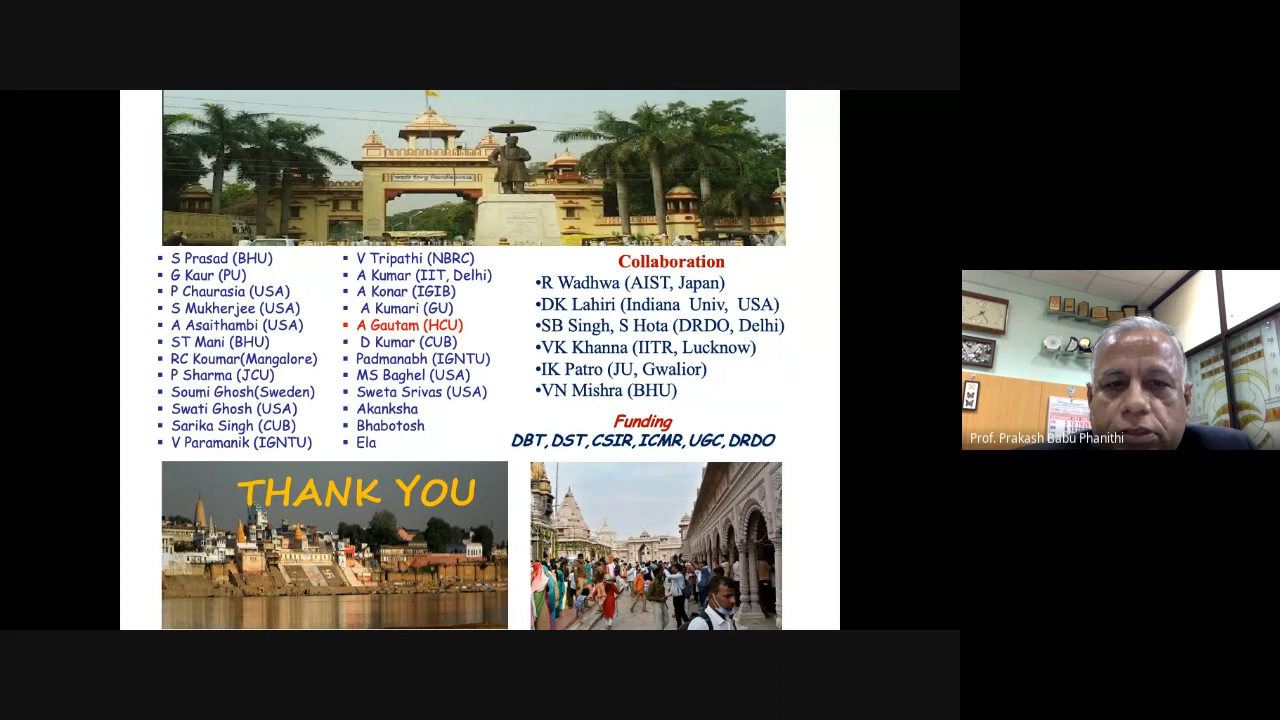 S Prasad (BHU)
G Kaur (PU)
P Chaurasia (USA)
S Mukherjee (USA)
A Asaithambi (USA)
ST Mani (BHU)
RC Koumar(Mangalore)
P Sharma (JCU)
Soumi Ghosh(Sweden)
Swati Ghosh (USA)
Sarika Singh (CUB)
V Paramanik (IGNTU)
V Tripathi (NBRC)
A Kumar (IIT, Delhi)
A Konar (IGIB)
A Kumari (GU)
A Gautam (HCU)
D Kumar (CUB)
Padmanabh (IGNTU)
MS Baghel (USA)
Sweta Srivas (USA)
Akanksha
Bhabotosh
Ela
Collaboration
•R Wadhwa (AIST, Japan)
•DK Lahiri (Indiana Univ, USA)
•SB Singh, S Hota (DRDO, Delhi)
•VK Khanna (IITR, Lucknow)
•IK Patro (JU, Gwalior)
•VN Mishra (BHU)
Funding
DBT, DST, CSIR, ICMR, UGC, DRDO
THANK YOU
Prof. Prakash Babu Phanithi